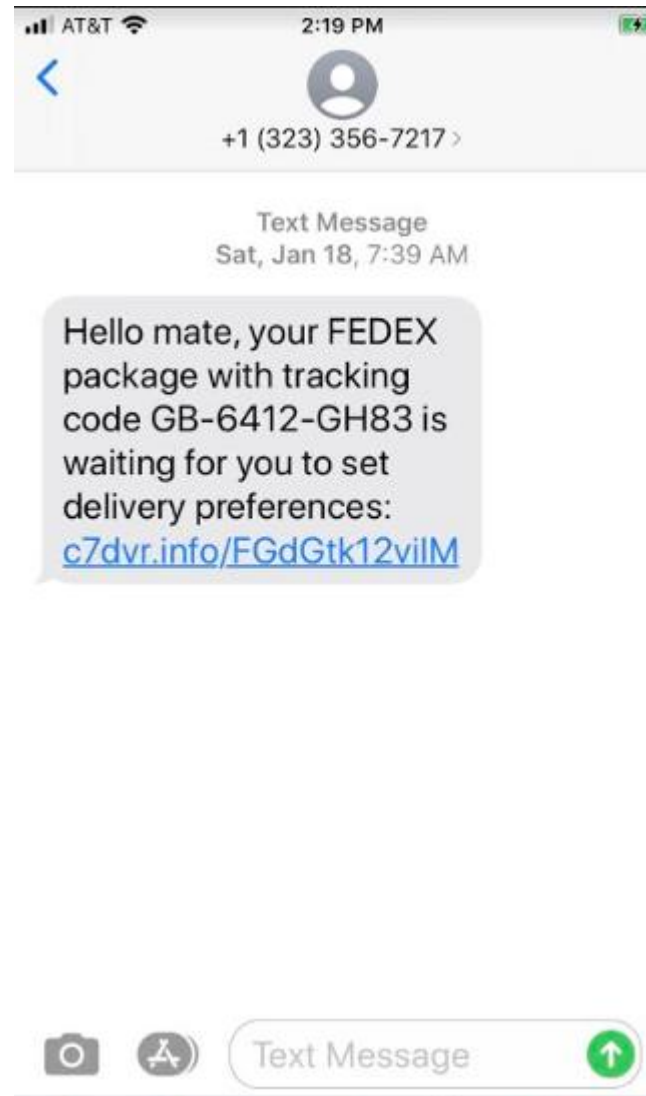 AT&T 2:19 PM
+1 (323) 356-7217 >
Text Message
Sat, Jan 18, 7:39 AM
Hello mate, your FEDEX
package with tracking
code GB-6412-GH83 is
waiting for you to set
delivery preferences:
c7dvr.info/FGdGtk12vilM
Text Message